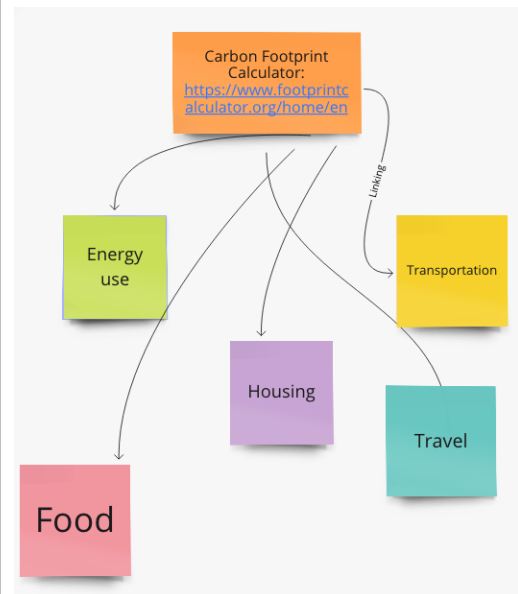 Carbon Footprint
Calculator:
https://www.footprintc
alculator.org/home/en
Linking
Energy
use
Transportation
Housing
Travel
Food